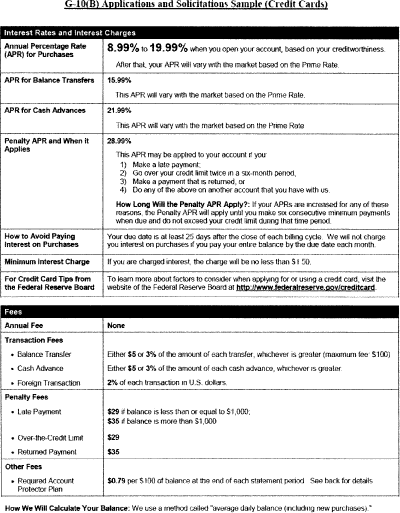 G-10(B) Applications and Solicitations Sample (Credit Cards)
Interest Rates and Interest Charges
Annual Percentage Rate (APR) for Purchases
8.99% to 19.99% when you open your account, based on your creditworthiness.
After that, your APR will vary with the market based on the Prime Rate.
APR for Balance Transfers
15.99%
This APR will vary with the market based on the Prime Rate.
APR for Cash Advances
21.99%
This APR will vary with the market based on the Prime Rate
Penalty APR and When it Applies
28.99%
This APR may be applied to your account if you:
1) Make a late payment;
2) Go over your credit limit twice in a six-month period,
3) Make a payment that is returned, or
4) Do any of the above on another account that you have with us.
How Long Will the Penalty APR Apply?: If your APRs are increased for any of these
reasons, the Penalty APR will apply until you make six consecutive minimum payments
when due and do not exceed your credit limit during that time period.
How to Avoid Paying Interest on Purchases
Your due date is at least 25 days after the close of each billing cycle. We will not charge
you interest on purchases if you pay your entire balance by the due date each month.
Minimum Interest Charge
If you are charged interest, the charge will be no less than $1.50.
For Credit Card Tips from the Federal Reserve Board
To learn more about factors to consider when applying for or using a credit card, visit the
website of the Federal Reserve Board at http://www.federalreserve.gov/creditcard.
Fees
Annual Fee
None
Transaction Fees
• Balance Transfer
Either $5 or 3% of the amount of each transfer, whichever is greater (maximum fee: $100)
• Cash Advance
Either $5 or 3% of the amount of each cash advance, whichever is greater.
• Foreign Transaction
2% of each transaction in U.S. dollars.
Penalty Fees
• Late Payment
$29 if balance is less than or equal to $1,000;
$35 if balance is more than $1,000
• Over-the-Credit Limit
$29
• Returned Payment
$35
Other Fees
• Required Account Protector Plan
$0.79 per $100 of balance at the end of each statement period. See back for details.
How We Will Calculate Your Balance: We use a method called "average daily balance (including new purchases)."